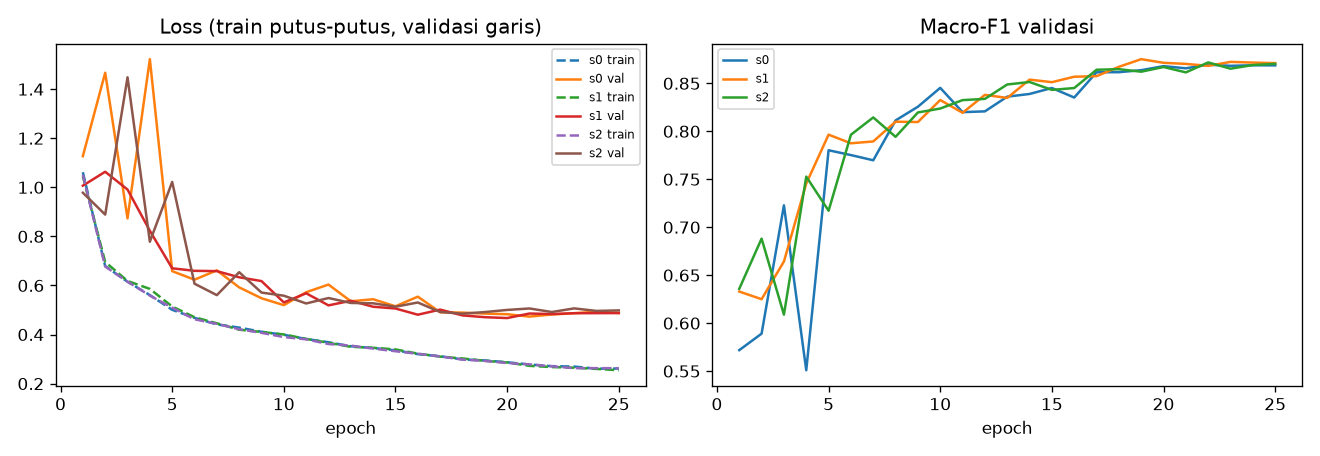 Loss (train putus-putus, validasi garis)
1.4
1.2
1.0
0.8
0.6
0.4
0.2
0
5
10
15
20
25
epoch
s0 train
s0 val
s1 train
s1 val
s2 train
s2 val
Macro-F1 validasi
0.85
0.80
0.75
0.70
0.65
0.60
0.55
0
5
10
15
20
25
epoch
s0
s1
s2